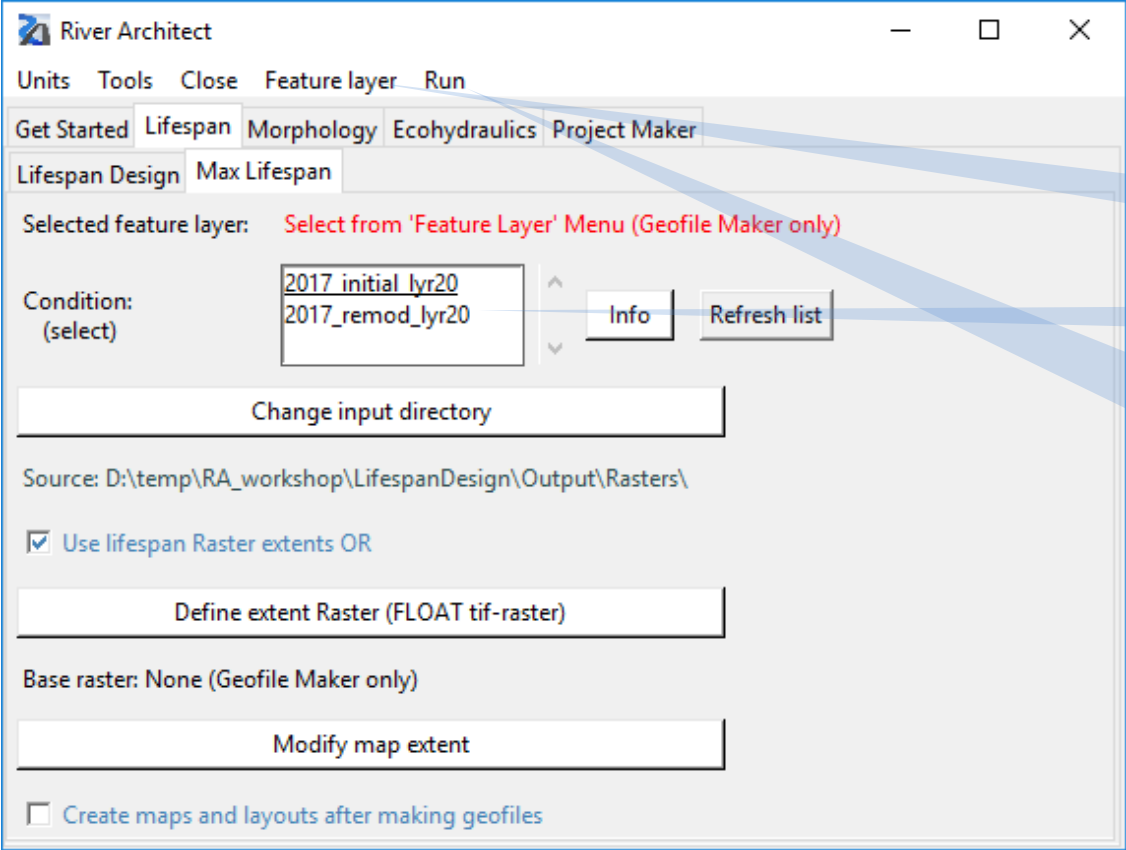 River Architect
Units Tools Close Feature layer Run
Get Started Lifespan Morphology Ecohydraulics Project Maker
Lifespan Design Max Lifespan
Selected feature layer: Select from 'Feature Layer' Menu (Geofile Maker only)
Condition:
(select)
2017_initial_lyr20
2017_remod_lyr20
Info Refresh list
Change input directory
Source: D:\temp\RA_workshop\LifespanDesign\Output\Rasters\
Use lifespan Raster extents OR
Define extent Raster (FLOAT tif-raster)
Base raster: None (Geofile Maker only)
Modify map extent
Create maps and layouts after making geofiles